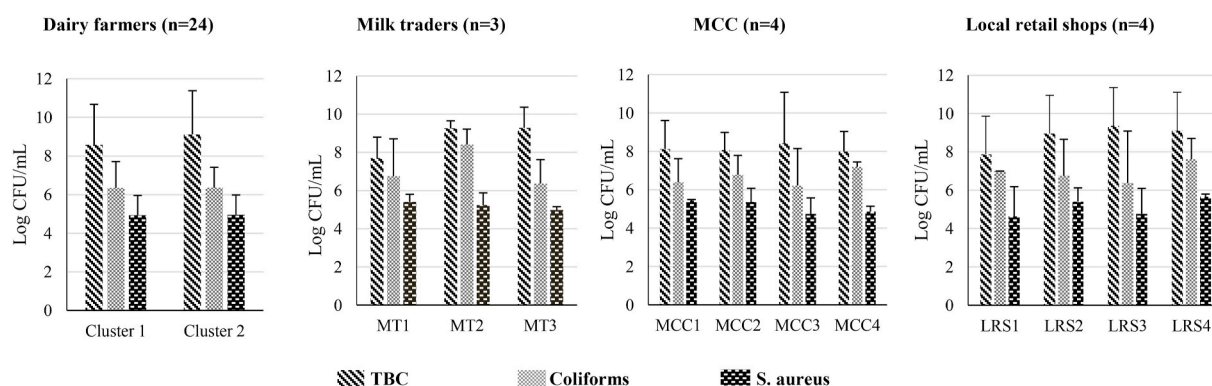 Dairy farmers (n=24)
Milk traders (n=3)
MCC (n=4)
Local retail shops (n=4)
Log CFU/mL
12
10
8
6
4
2
0
Cluster 1
Cluster 2
Log CFU/mL
12
10
8
6
4
2
0
MT1
MT2
MT3
Log CFU/mL
12
10
8
6
4
2
0
MCC1
MCC2
MCC3
MCC4
Log CFU/mL
12
10
8
6
4
2
0
LRS1
LRS2
LRS3
LRS4
TBC
Coliforms
S. aureus